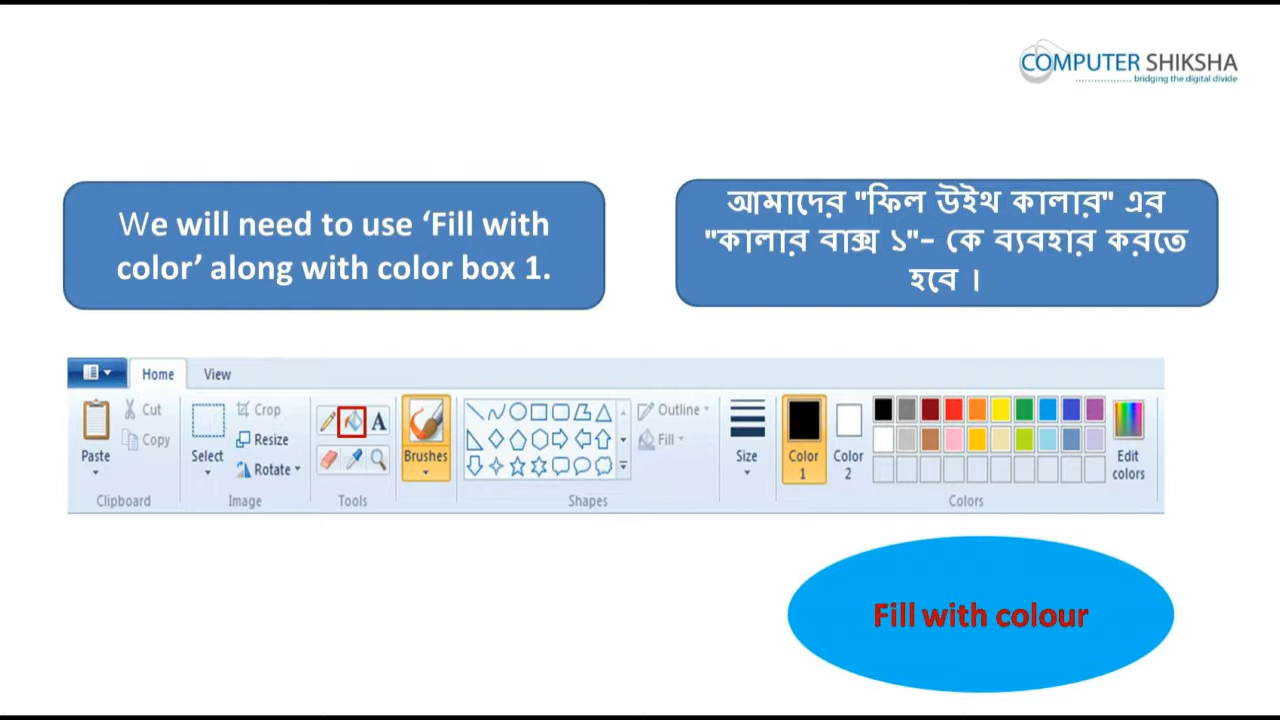 COMPUTER SHIKSHA
bridging the digital divide
We will need to use ‘Fill with
color’ along with color box 1.
আমাদের "ফিল উইথ কালার" এর
"কালার বাক্স ১"- কে ব্যবহার করতে
হবে ।
Home View
Cut
Copy
Paste
Clipboard
Crop
Resize
Rotate
Select
Image
A
Tools
Brushes
Outline
Fill
Shapes
Size
Color
1
Color
2
Edit
colors
Colors
Fill with colour